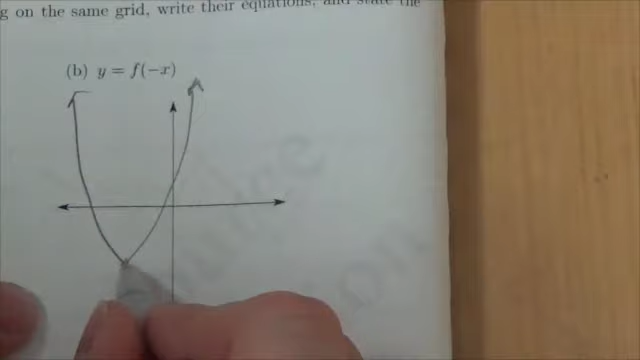 g on the same grid, write their equations, and state the
(b) y = f(−x)